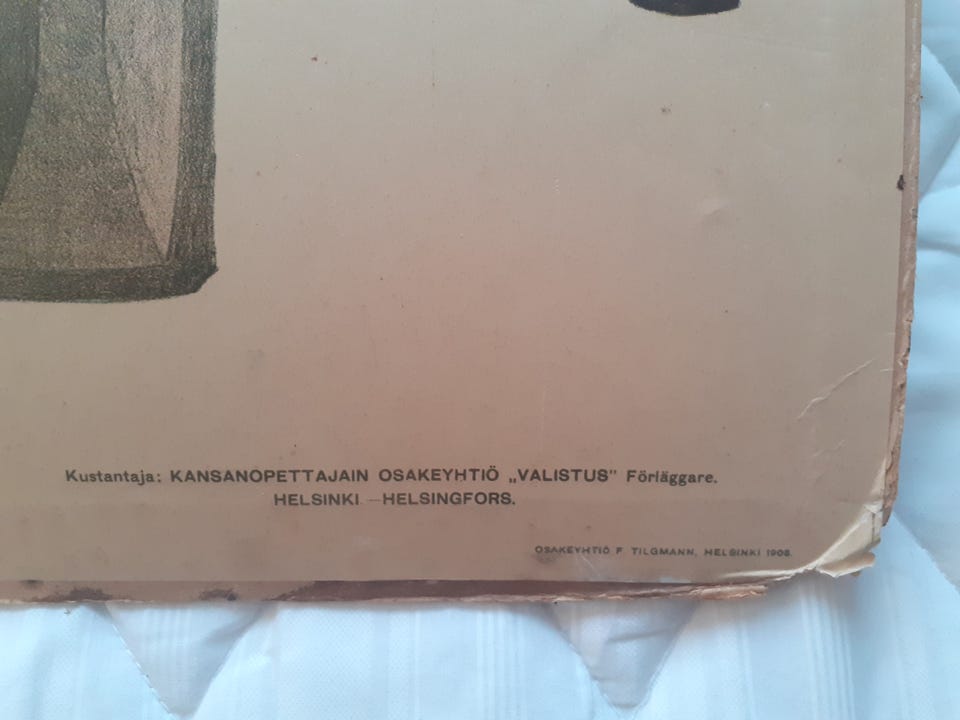 Kustantaja: KANSANOPETTAJAIN OSAKEYHTIÖ „VALISTUS" Förläggare.
HELSINKI — HELSINGFORS.
OSAKEYHTIÖ F. TILGMANN, HELSINKI 1908.